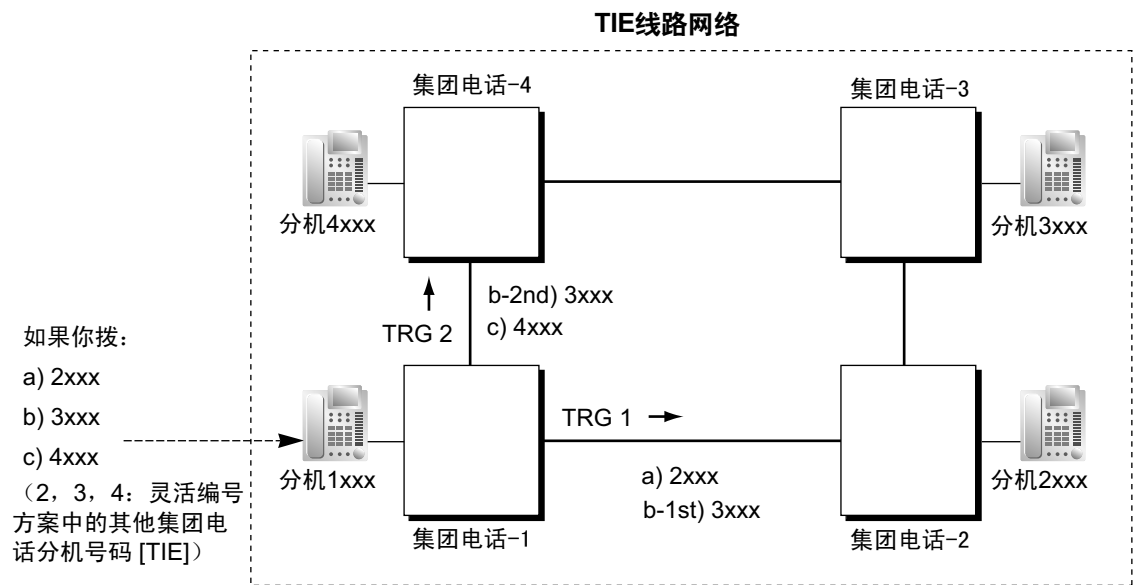 TIE线路网络
集团电话-4
集团电话-3
分机4xxx
分机3xxx
b-2nd) 3xxx
TRG 2
c) 4xxx
如果你拨：
a) 2xxx
b) 3xxx
c) 4xxx
（2，3，4：灵活编号
方案中的其他集团电
话分机号码 [TIE]）
TRG 1
分机1xxx
a) 2xxx
b-1st) 3xxx
分机2xxx
集团电话-1
集团电话-2